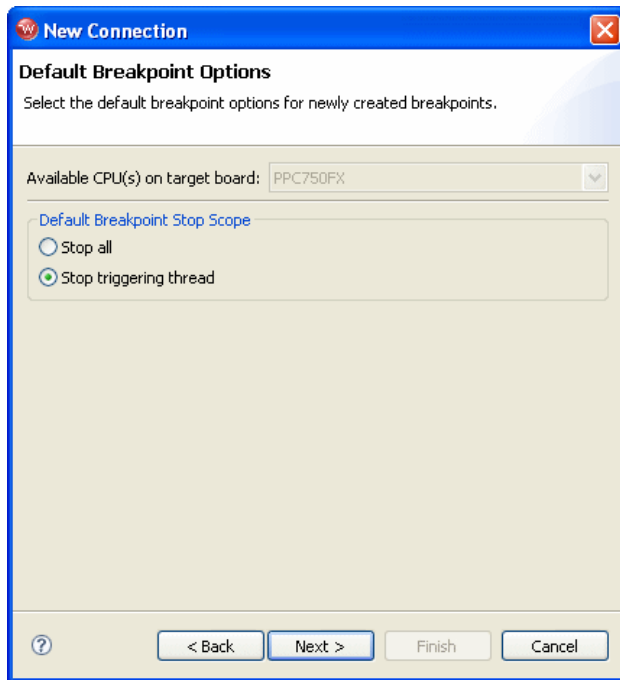 New Connection
Default Breakpoint Options
Select the default breakpoint options for newly created breakpoints.
Available CPU(s) on target board: PPC750FX
Default Breakpoint Stop Scope
Stop all
Stop triggering thread
? < Back Next > Finish Cancel